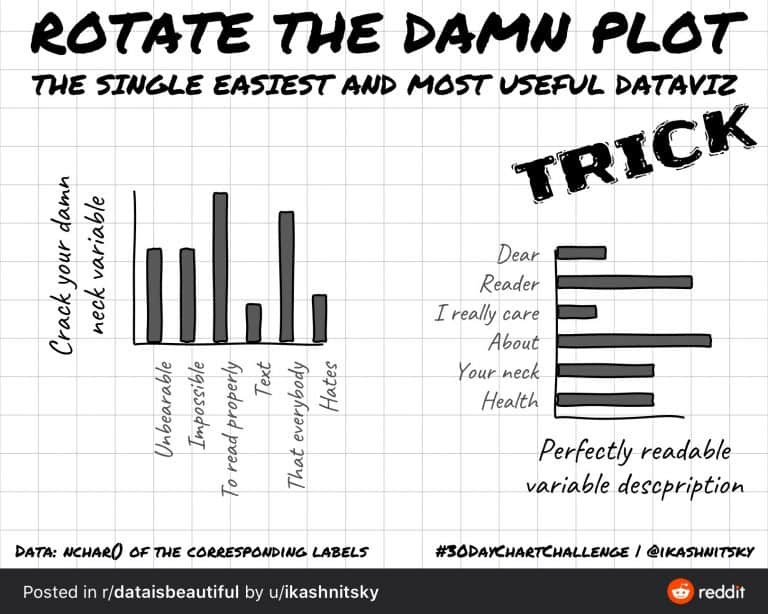 ROTATE THE DAMN PLOT
THE SINGLE EASIEST AND MOST USEFUL DATAVIZ
TRICK
Crack your damn
neck variable
Unbearable
Impossible
To read properly
Text
That everybody
Hates
Dear
Reader
I really care
About
Your neck
Health
Perfectly readable
variable descpription
DATA: NCHAR() OF THE CORRESPONDING LABELS
#30DAYCHARTCHALLENGE / @IKASHNITSKY
Posted in r/dataisbeautiful by u/ikashnitsky
reddit